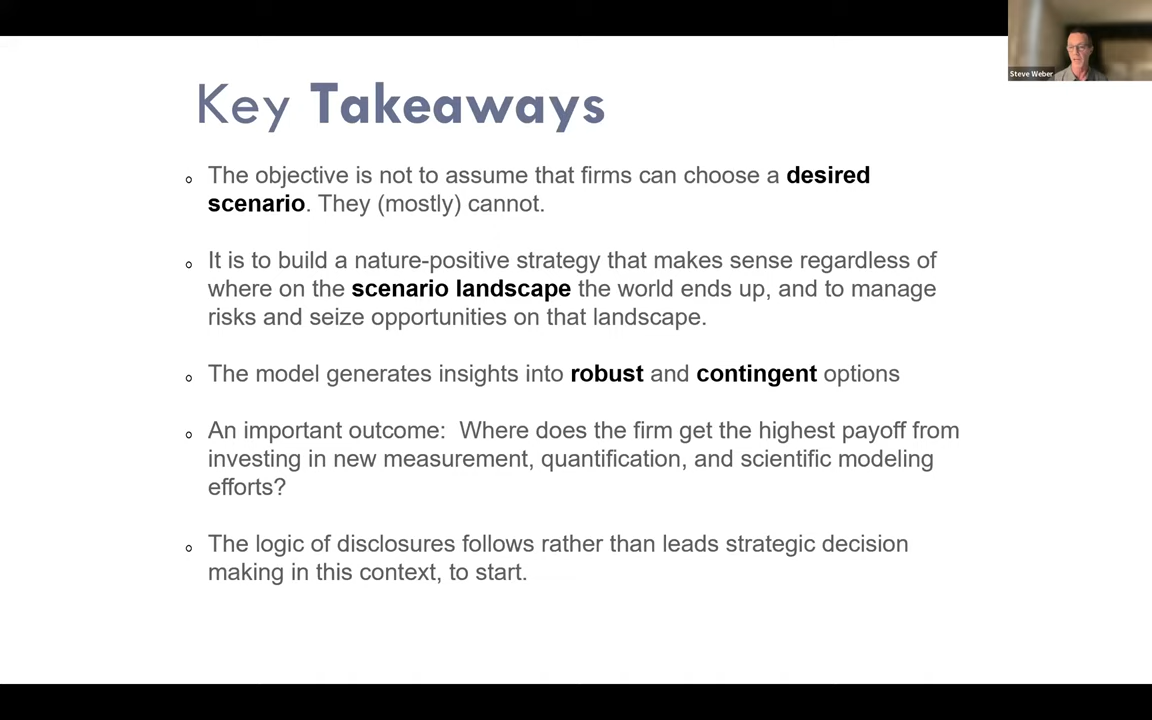 Steve Weber
Key Takeaways
The objective is not to assume that firms can choose a desired
scenario. They (mostly) cannot.
It is to build a nature-positive strategy that makes sense regardless of
where on the scenario landscape the world ends up, and to manage
risks and seize opportunities on that landscape.
The model generates insights into robust and contingent options
An important outcome:  Where does the firm get the highest payoff from
investing in new measurement, quantification, and scientific modeling
efforts?
The logic of disclosures follows rather than leads strategic decision
making in this context, to start.